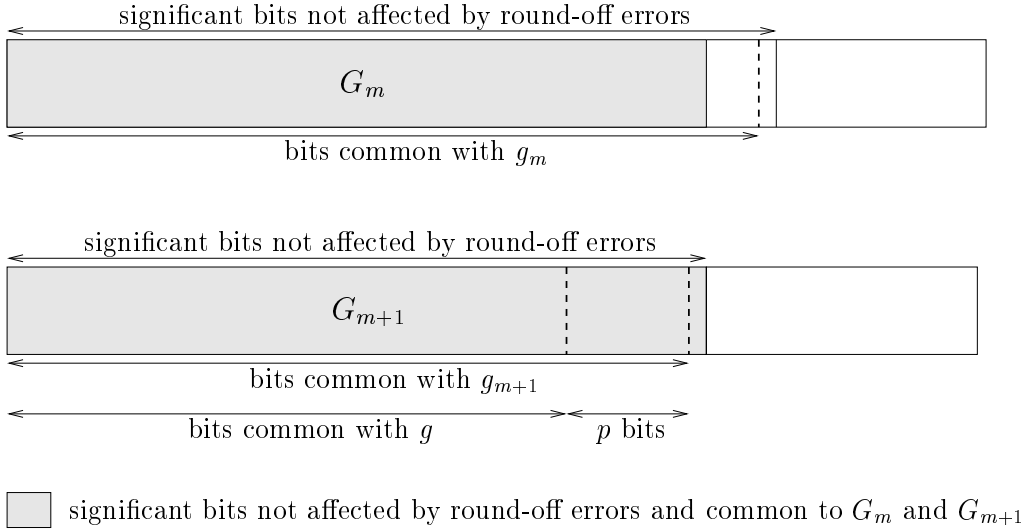 significant bits not affected by round-off errors
G_m
bits common with g_m
significant bits not affected by round-off errors
G_{m+1}
bits common with g_{m+1}
bits common with g
p bits
significant bits not affected by round-off errors and common to G_m and G_{m+1}